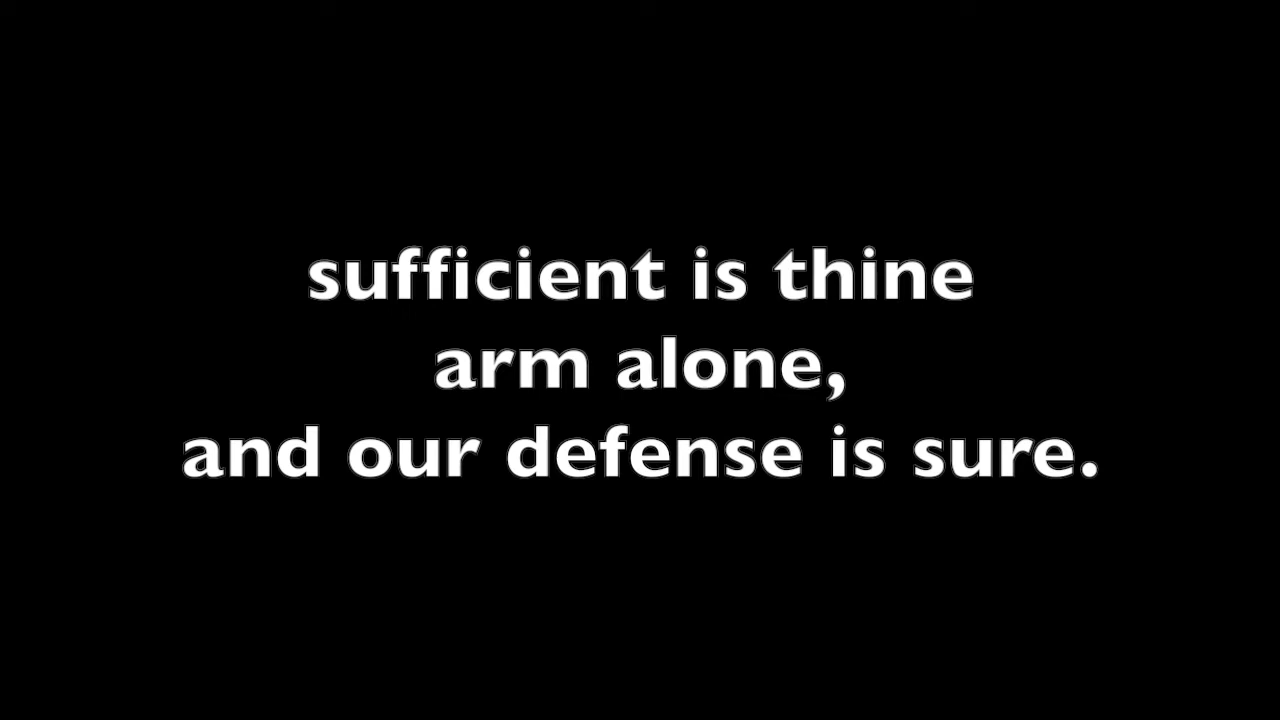 sufficient is thine
arm alone,
and our defense is sure.